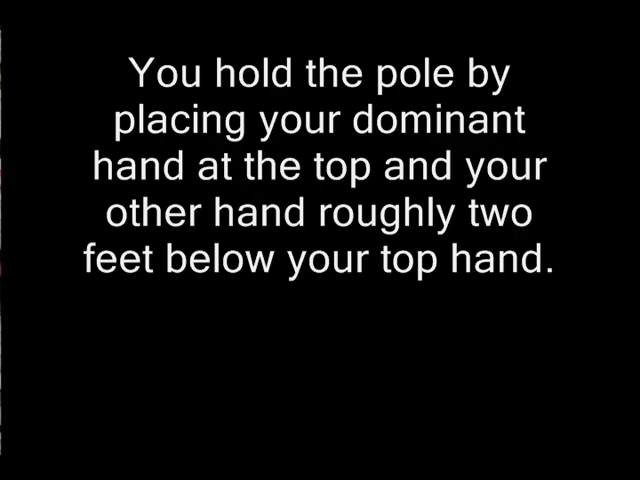 You hold the pole by
placing your dominant
hand at the top and your
other hand roughly two
feet below your top hand.